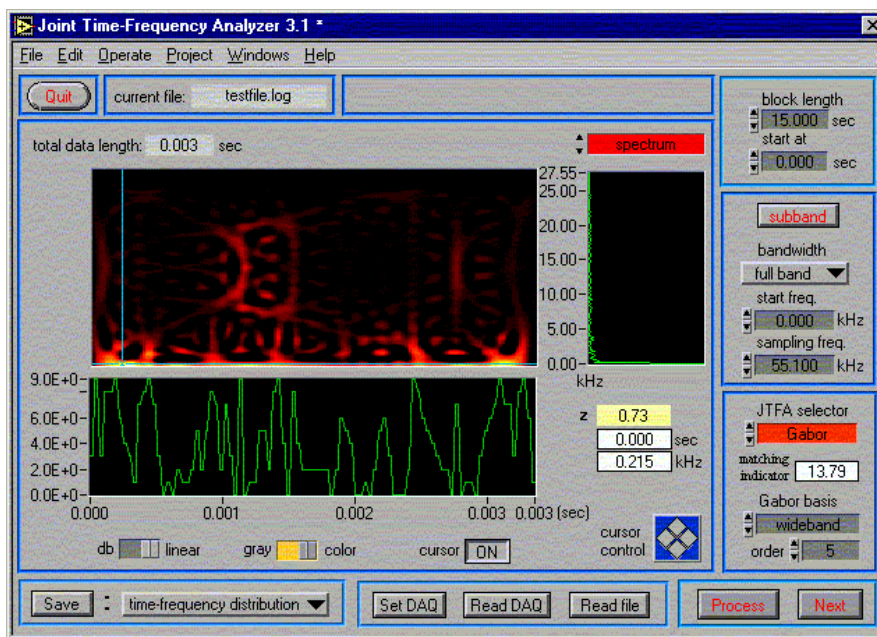 Joint Time-Frequency Analyzer 3.1 *
File Edit Operate Project Windows Help
Quit
current file: testfile.log
block length
15.000 sec
start at
0.000 sec
total data length: 0.003 sec
spectrum
27.55
25.00
20.00
15.00
10.00
5.00
0.00
kHz
subband
bandwidth
full band
start freq.
0.000 kHz
sampling freq.
55.100 kHz
9.0E+0
6.0E+0
4.0E+0
2.0E+0
0.0E+0
0.000 0.001 0.002 0.003 0.003 (sec)
z 0.73
0.000 sec
0.215 kHz
JTFA selector
Gabor
matching indicator 13.79
Gabor basis
wideband
order 5
db linear gray color cursor ON
cursor control
Save : time-frequency distribution
Set DAQ Read DAQ Read file
Process Next